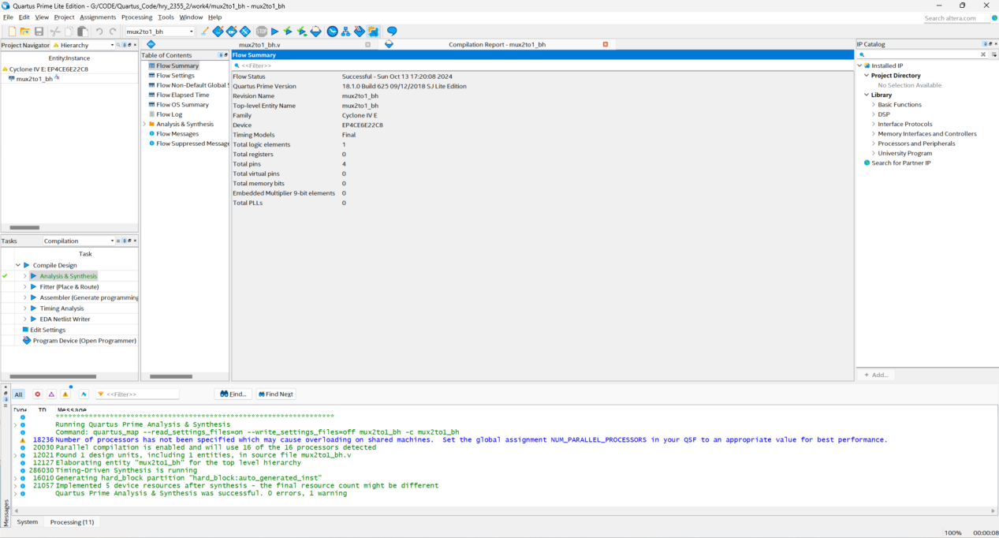 Quartus Prime Lite Edition - G:/CODE/Quartus_Code/hry_2355_2/work4/mux2to1_bh - mux2to1_bh
File Edit View Project Assignments Processing Tools Window Help
Search altera.com
mux2to1_bh
Project Navigator Hierarchy
Entity:Instance
Cyclone IV E: EP4CE6E22C8
mux2to1_bh
Tasks Compilation
Task
Compile Design
Analysis & Synthesis
Fitter (Place & Route)
Assembler (Generate programming
Timing Analysis
EDA Netlist Writer
Edit Settings
Program Device (Open Programmer)
mux2to1_bh.v
Compilation Report - mux2to1_bh
Table of Contents
Flow Summary
Flow Settings
Flow Non-Default Global S
Flow Elapsed Time
Flow OS Summary
Flow Log
Analysis & Synthesis
Flow Messages
Flow Suppressed Message
Flow Summary
<<Filter>>
Flow Status Successful - Sun Oct 13 17:20:08 2024
Quartus Prime Version 18.1.0 Build 625 09/12/2018 SJ Lite Edition
Revision Name mux2to1_bh
Top-level Entity Name mux2to1_bh
Family Cyclone IV E
Device EP4CE6E22C8
Timing Models Final
Total logic elements 1
Total registers 0
Total pins 4
Total virtual pins 0
Total memory bits 0
Embedded Multiplier 9-bit elements 0
Total PLLs 0
IP Catalog
Installed IP
Project Directory
No Selection Available
Library
Basic Functions
DSP
Interface Protocols
Memory Interfaces and Controllers
Processors and Peripherals
University Program
Search for Partner IP
+ Add...
All <<Filter>> Find... Find Next
Type ID Message
*******************************************************************
Running Quartus Prime Analysis & Synthesis
Command: quartus_map --read_settings_files=on --write_settings_files=off mux2to1_bh -c mux2to1_bh
18236 Number of processors has not been specified which may cause overloading on shared machines.  Set the global assignment NUM_PARALLEL_PROCESSORS in your QSF to an appropriate value for best performance.
20030 Parallel compilation is enabled and will use 16 of the 16 processors detected
12021 Found 1 design units, including 1 entities, in source file mux2to1_bh.v
12127 Elaborating entity "mux2to1_bh" for the top level hierarchy
286030 Timing-Driven Synthesis is running
16010 Generating hard_block partition "hard_block:auto_generated_inst"
21057 Implemented 5 device resources after synthesis - the final resource count might be different
Quartus Prime Analysis & Synthesis was successful. 0 errors, 1 warning
Messages
System Processing (11)
100% 00:00:08